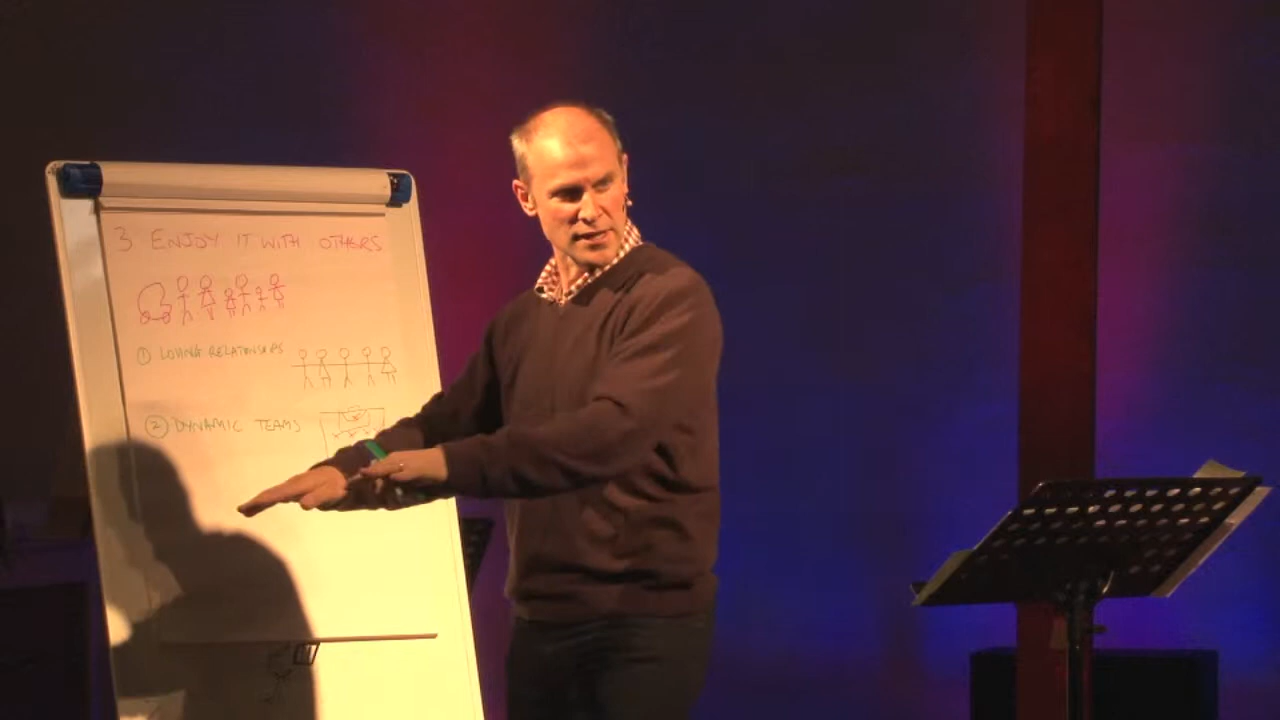 3 ENJOY IT WITH OTHERS
① LOVING RELATIONSHIPS
② DYNAMIC TEAMS